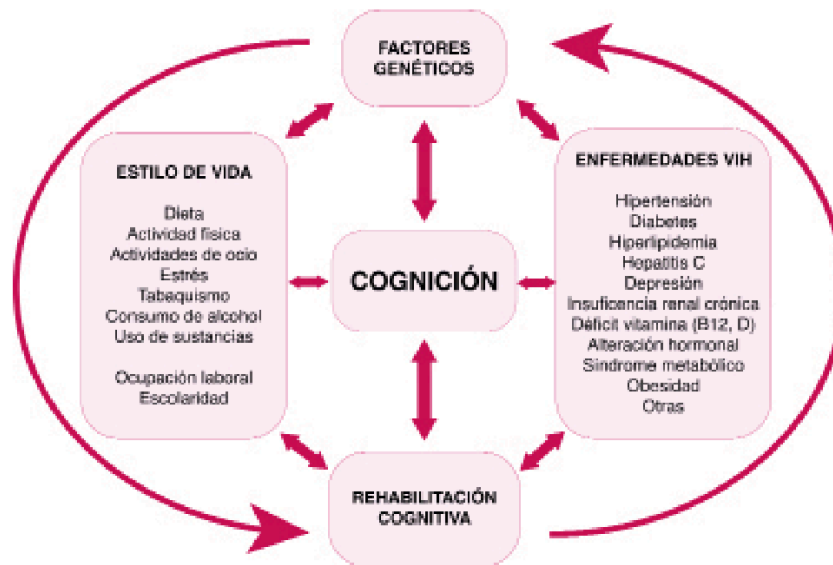 FACTORES
GENÉTICOS
ESTILO DE VIDA
Dieta
Actividad física
Actividades de ocio
Estrés
Tabaquismo
Consumo de alcohol
Uso de sustancias
Ocupación laboral
Escolaridad
COGNICIÓN
ENFERMEDADES VIH
Hipertensión
Diabetes
Hiperlipidemia
Hepatitis C
Depresión
Insuficencia renal crónica
Déficit vitamina (B12, D)
Alteración hormonal
Síndrome metabólico
Obesidad
Otras
REHABILITACIÓN
COGNITIVA